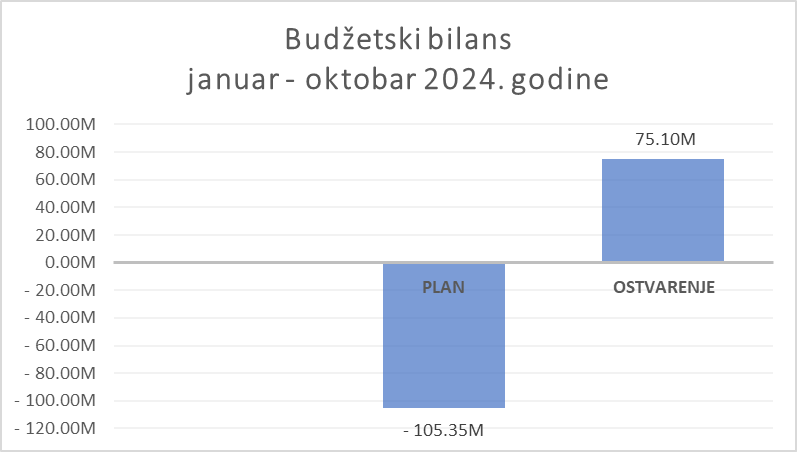 Budžetski bilans
januar - oktobar 2024. godine
100.00M
80.00M
60.00M
40.00M
20.00M
0.00M
- 20.00M
- 40.00M
- 60.00M
- 80.00M
- 100.00M
- 120.00M
75.10M
PLAN
OSTVARENJE
- 105.35M